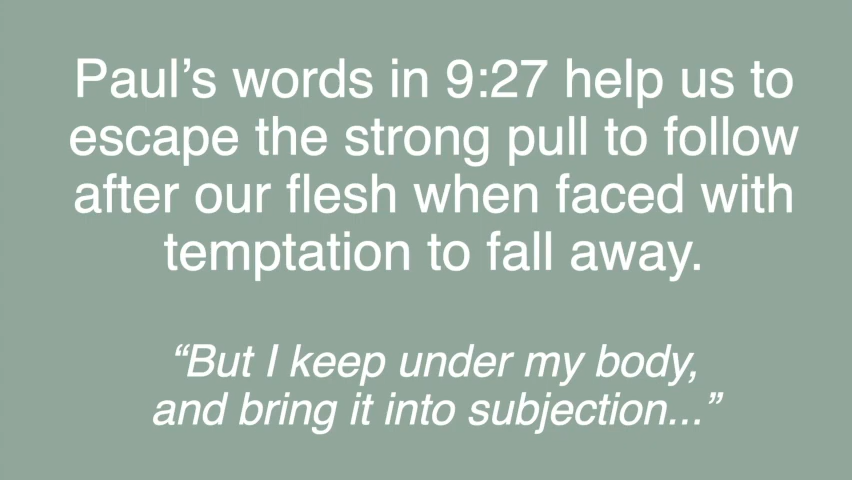 Paul’s words in 9:27 help us to
escape the strong pull to follow
after our flesh when faced with
temptation to fall away.
“But I keep under my body,
and bring it into subjection...”